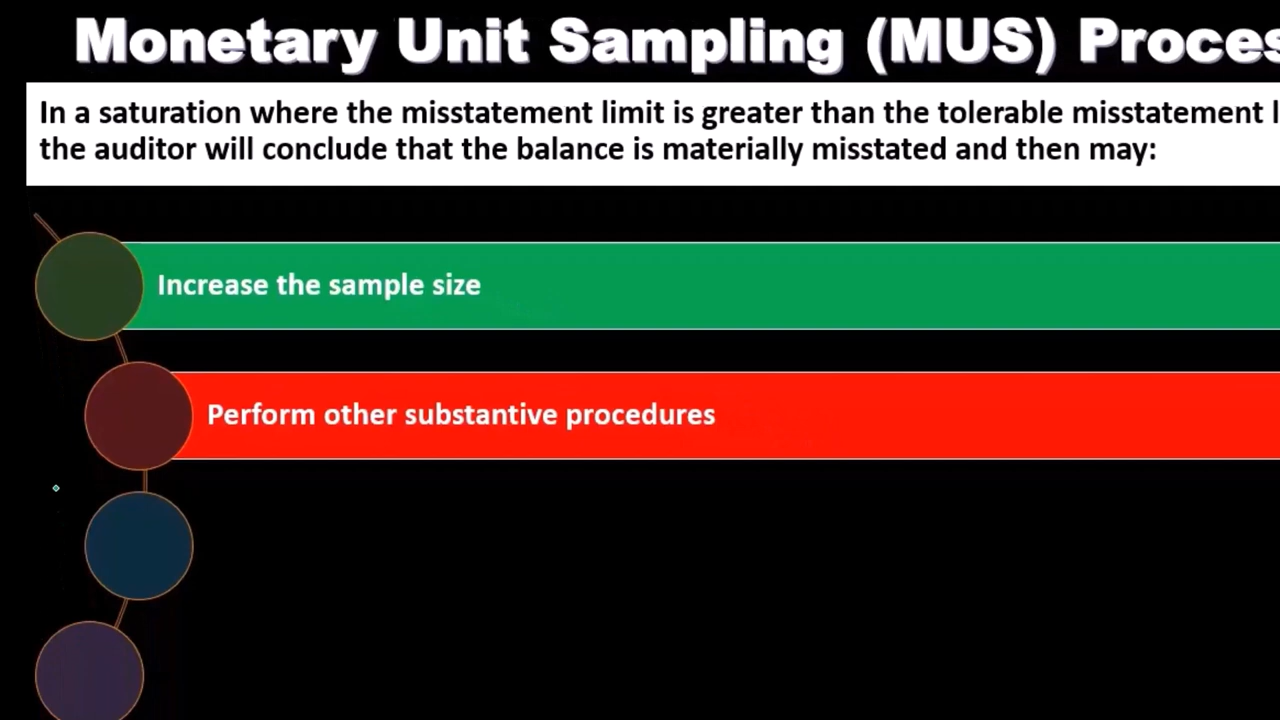 Monetary Unit Sampling (MUS) Proces
In a saturation where the misstatement limit is greater than the tolerable misstatement l
the auditor will conclude that the balance is materially misstated and then may:
Increase the sample size
Perform other substantive procedures